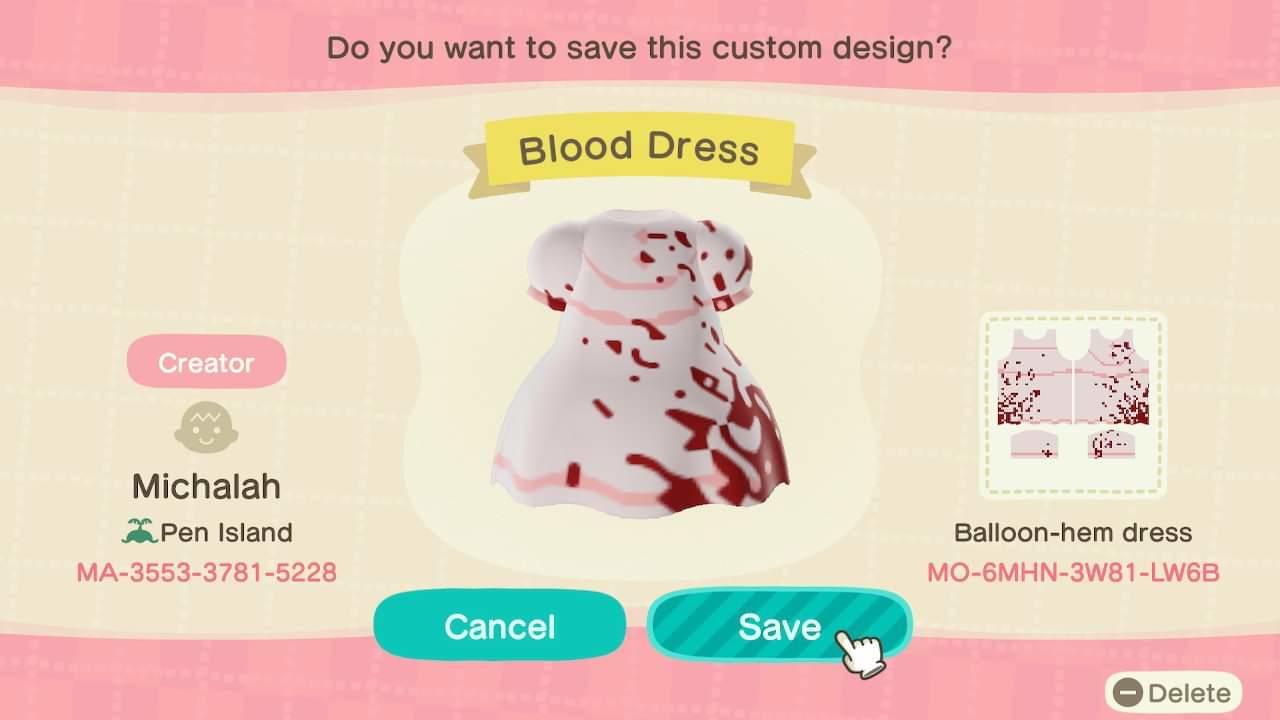 Do you want to save this custom design?
Blood Dress
Creator
Michalah
Pen Island
MA-3553-3781-5228
Balloon-hem dress
MO-6MHN-3W81-LW6B
Cancel
Save
Delete